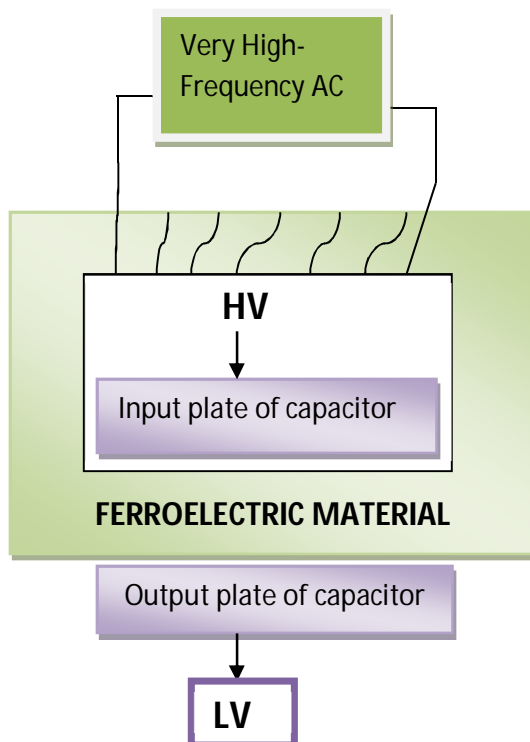 Very High-
Frequency AC
HV
Input plate of capacitor
FERROELECTRIC MATERIAL
Output plate of capacitor
LV